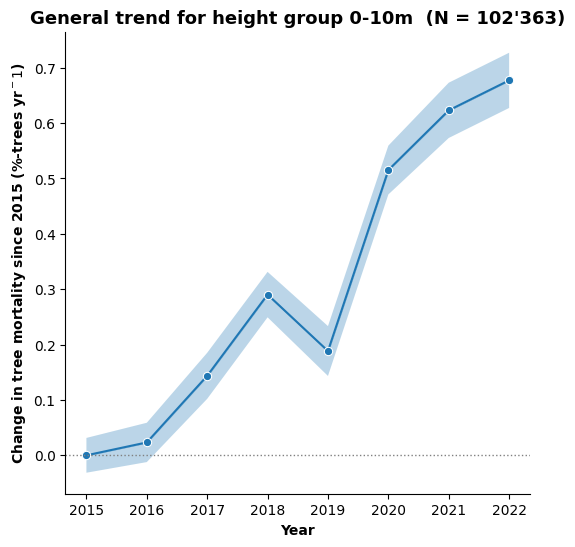 General trend for height group 0-10m (N = 102'363)
Change in tree mortality since 2015 (%-trees yr⁻1)
0.7
0.6
0.5
0.4
0.3
0.2
0.1
0.0
2015 2016 2017 2018 2019 2020 2021 2022
Year